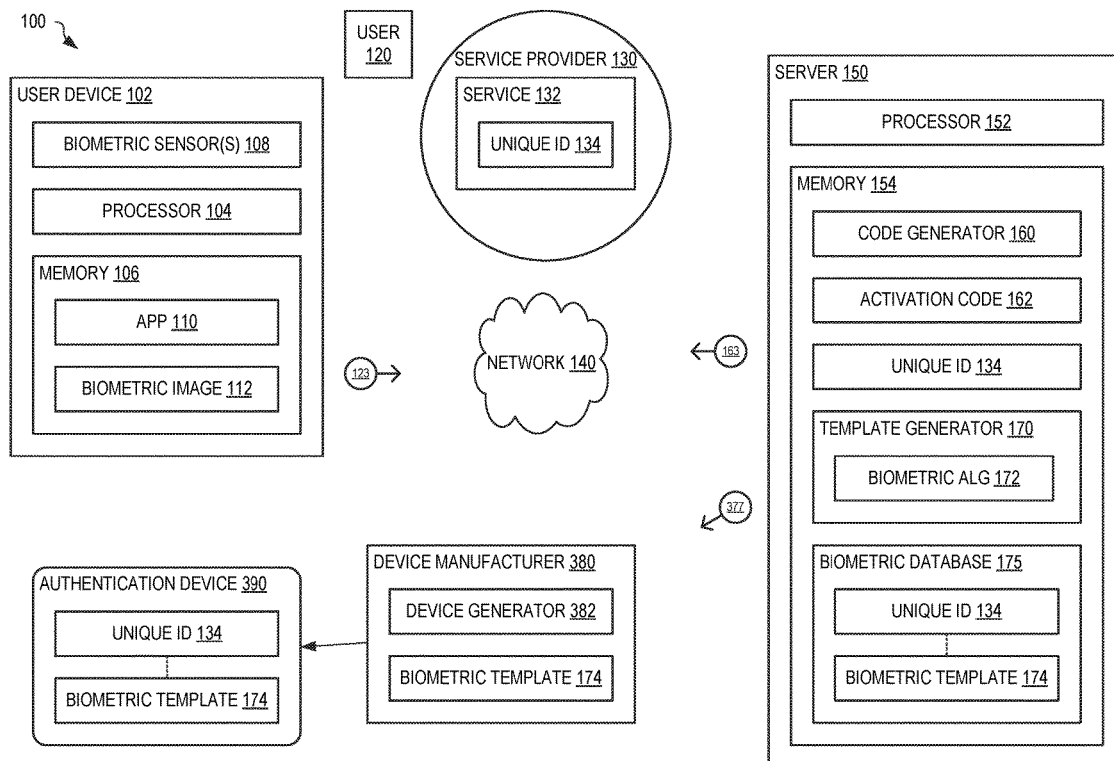 100
USER
120
SERVICE PROVIDER 130
SERVICE 132
UNIQUE ID 134
USER DEVICE 102
BIOMETRIC SENSOR(S) 108
PROCESSOR 104
MEMORY 106
APP 110
BIOMETRIC IMAGE 112
123
NETWORK 140
163
377
SERVER 150
PROCESSOR 152
MEMORY 154
CODE GENERATOR 160
ACTIVATION CODE 162
UNIQUE ID 134
TEMPLATE GENERATOR 170
BIOMETRIC ALG 172
BIOMETRIC DATABASE 175
UNIQUE ID 134
BIOMETRIC TEMPLATE 174
AUTHENTICATION DEVICE 390
UNIQUE ID 134
BIOMETRIC TEMPLATE 174
DEVICE MANUFACTURER 380
DEVICE GENERATOR 382
BIOMETRIC TEMPLATE 174